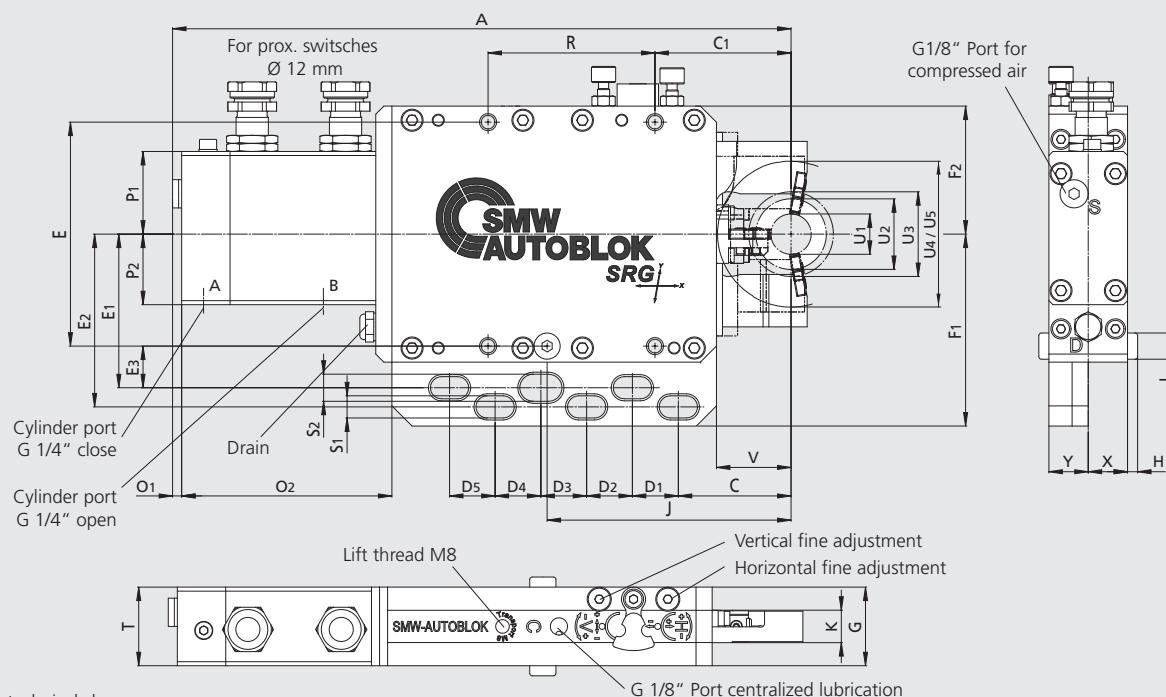 A
For prox. switsches
Ø 12 mm
R
C1
G1/8“ Port for
compressed air
E
P1
P2
E2
E1
E3
A
B
SMW
AUTOBLOK
SRG
Y
X
U1
U2
U3
U4 / U5
F2
F1
S
D
I
Cylinder port
G 1/4“ close
Drain
S2
S1
Cylinder port
G 1/4“ open
O1
O2
D5
D4
D3
D2
D1
C
V
J
Y
X
H
Lift thread M8
Vertical fine adjustment
Horizontal fine adjustment
T
SMW-AUTOBLOK
Transport
M8
C
V
H
K
G
G 1/8“ Port centralized lubrication